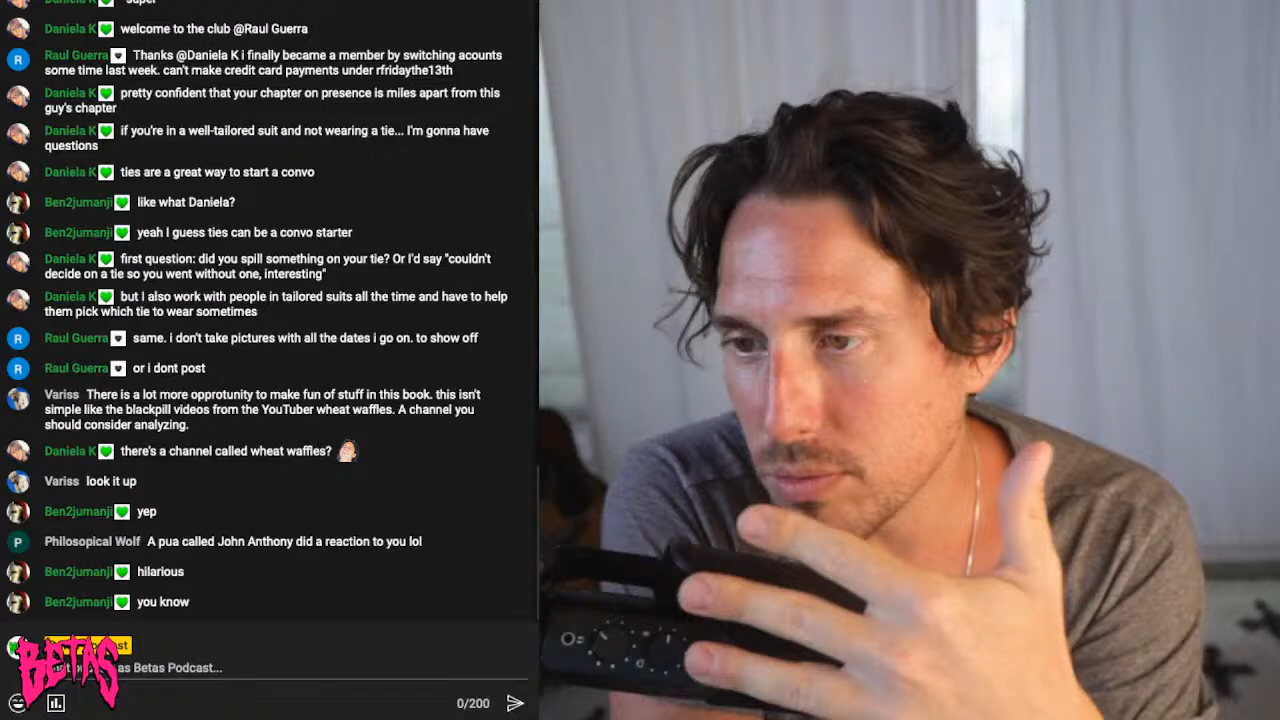 Daniela K welcome to the club @Raul Guerra
Raul Guerra Thanks @Daniela K i finally became a member by switching acounts
some time last week. can't make credit card payments under rfridaythe13th
Daniela K pretty confident that your chapter on presence is miles apart from this
guy's chapter
Daniela K if you're in a well-tailored suit and not wearing a tie... I'm gonna have
questions
Daniela K ties are a great way to start a convo
Ben2jumanji like what Daniela?
Ben2jumanji yeah I guess ties can be a convo starter
Daniela K first question: did you spill something on your tie? Or I'd say "couldn't
decide on a tie so you went without one, interesting"
Daniela K but I also work with people in tailored suits all the time and have to help
them pick which tie to wear sometimes
R Raul Guerra same. i don't take pictures with all the dates i go on. to show off
R Raul Guerra or i dont post
Variss There is a lot more opprotunity to make fun of stuff in this book. this isn't
simple like the blackpill videos from the YouTuber wheat waffles. A channel you
should consider analyzing.
Daniela K there's a channel called wheat waffles?
Variss look it up
Ben2jumanji yep
P Philosopical Wolf A pua called John Anthony did a reaction to you lol
Ben2jumanji hilarious
Ben2jumanji you know
BETAS
as Betas Podcast...
0/200